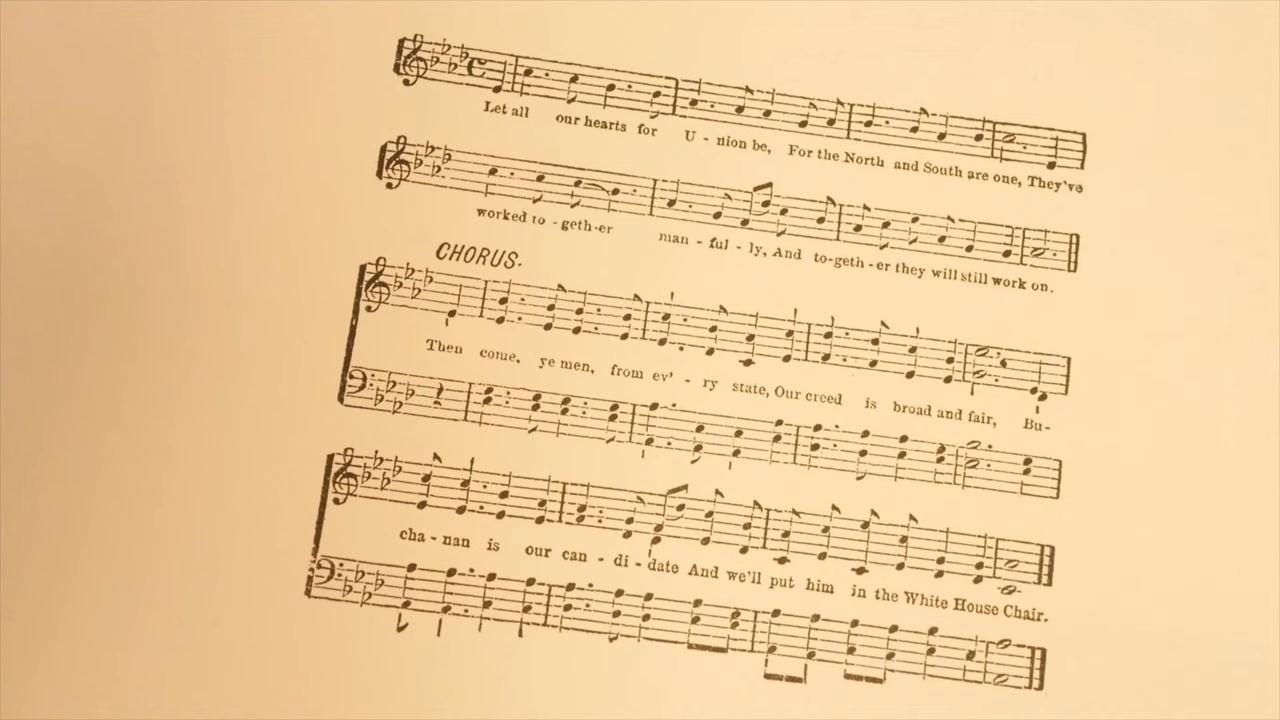 Let all our hearts for U - nion be, For the North and South are one, They've
worked to - geth-er man - ful - ly, And to-geth - er they will still work on.
CHORUS.
Then come, ye men, from ev' - ry state, Our creed is broad and fair, Bu-
cha - nan is our can - di - date And we'll put him in the White House Chair.